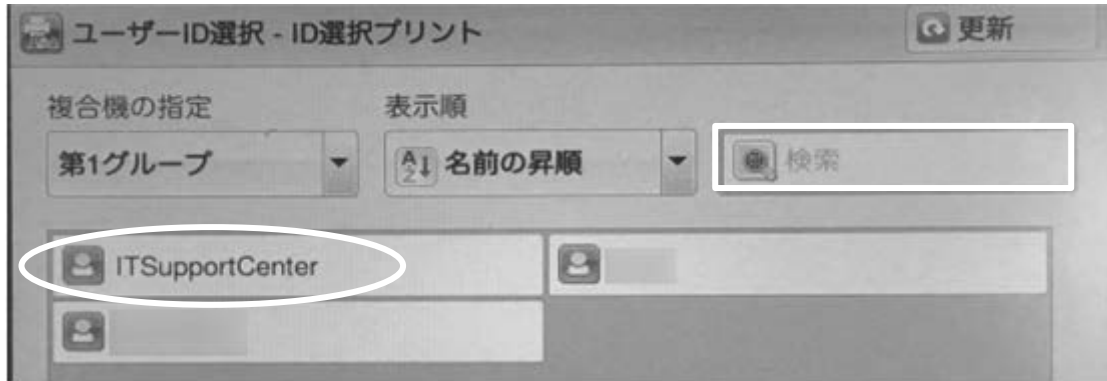 ユーザーID選択 - ID選択プリント
更新
複合機の指定
表示順
第1グループ
名前の昇順
検索
ITSupportCenter